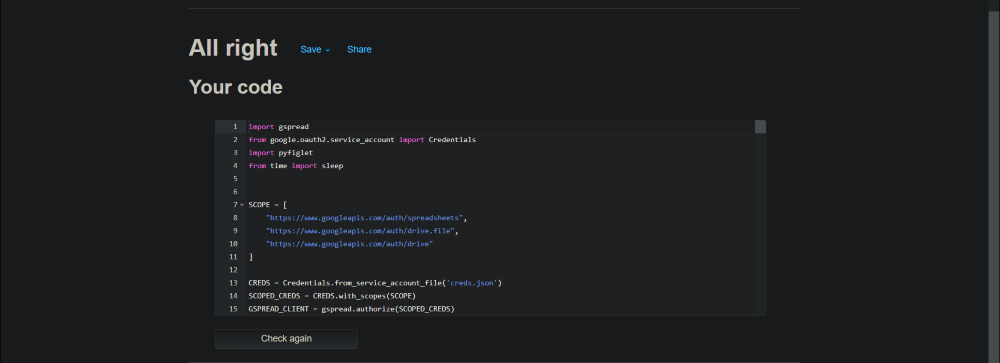 All right Save Share
Your code
1 import gspread
2 from google.oauth2.service_account import Credentials
3 import pyfiglet
4 from time import sleep
5
6
7 SCOPE = [
8 "https://www.googleapis.com/auth/spreadsheets",
9 "https://www.googleapis.com/auth/drive.file",
10 "https://www.googleapis.com/auth/drive"
11 ]
12
13 CREDS = Credentials.from_service_account_file('creds.json')
14 SCOPED_CREDS = CREDS.with_scopes(SCOPE)
15 GSPREAD_CLIENT = gspread.authorize(SCOPED_CREDS)
Check again